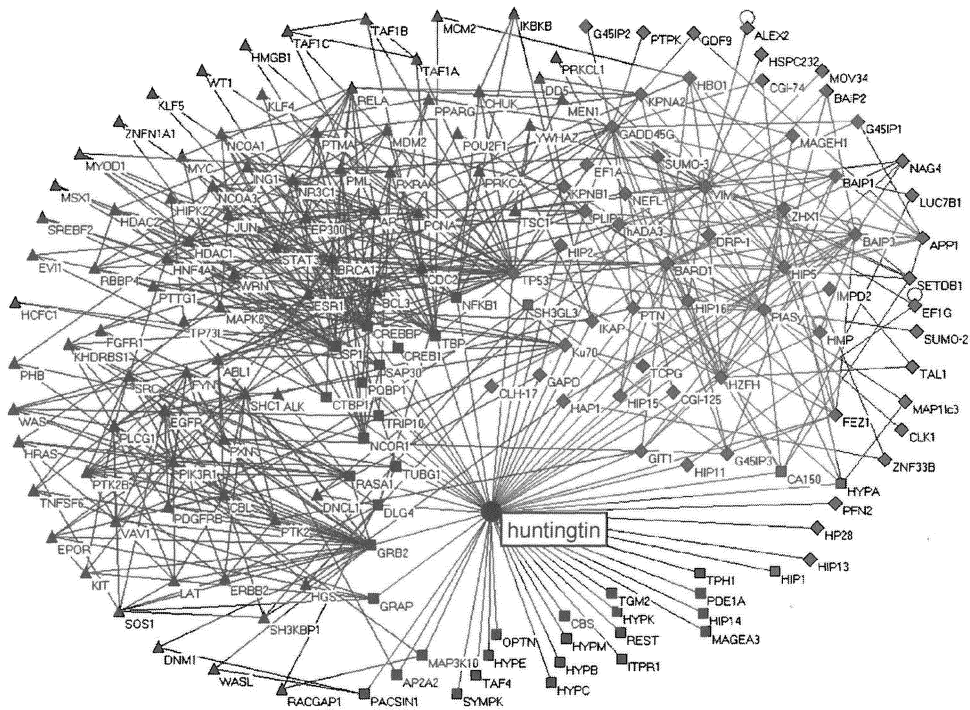 TAF1B
MCM2
IKBKB
G45IP2
PTPK
GDF9
ALEX2
TAF1C
HMGB1
TAF1A
PRKCL1
HSPC232
MOV34
WT1
KLF4
RELA
PPARG
CHUK
DD5
MEN1
KPNA2
HBO1
CGI-74
BAIP2
KLF5
ZNFN1A1
NCOA1
PTMA
MDM2
POU2F1
YWHAZ
GADD45G
MAGEH1
G45IP1
MYOD1
MYC
ING1
PML
RXRA
PRKCA
EF1A
SUMO-3
NAG4
MSX1
NCOA3
NR3C1
KPNB1
NEFL
VIM
BAIP1
LUC7B1
SREBF2
HDAC2
HIPK2
JUN
EP300
AR
PCNA
TSC1
PLIP
hADA3
ZHX1
BAIP3
APP1
EVI1
RBBP4
HNF4A
HDAC1
STAT3
BRCA1
CDC2
TP53
HIP2
DRP-1
BARD1
HIP5
SETDB1
PTTG1
WRN
ESR1
BCL3
NFKB1
SH3GL3
PTN
HIP16
IMPD2
EF1G
HCFC1
MAPK8
CREBBP
TBP
IKAP
PIASY
HMP
SUMO-2
FGFR1
TP73L
SP1
CREB1
Ku70
PHB
KHDRBS1
ABL1
SAP30
TCPG
HZFH
TAL1
SRC
FYN
PQBP1
CLH-17
GAPD
HIP15
CGI-125
MAP1lc3
WAS
EGFR
SHC1
ALK
CTBP1
HAP1
FEZ1
CLK1
PLCG1
TRIP10
HRAS
PXN
NCOR1
GIT1
G45IP3
ZNF33B
PTK2B
PIK3R1
TUBG1
HIP11
CA150
HYPA
TNFSF6
CBL
RASA1
PDGFRB
DNCL1
DLG4
PFN2
VAV1
PTK2
huntingtin
HP28
EPOR
GRB2
HIP13
KIT
LAT
ERBB2
HGS
TPH1
HIP1
GRAP
TGM2
PDE1A
SOS1
SH3KBP1
CBS
HYPK
HIP14
OPTN
HYPM
REST
MAGEA3
DNM1
MAP3K10
HYPE
HYPB
ITPR1
WASL
AP2A2
TAF4
RACGAP1
PACSIN1
SYMPK
HYPC